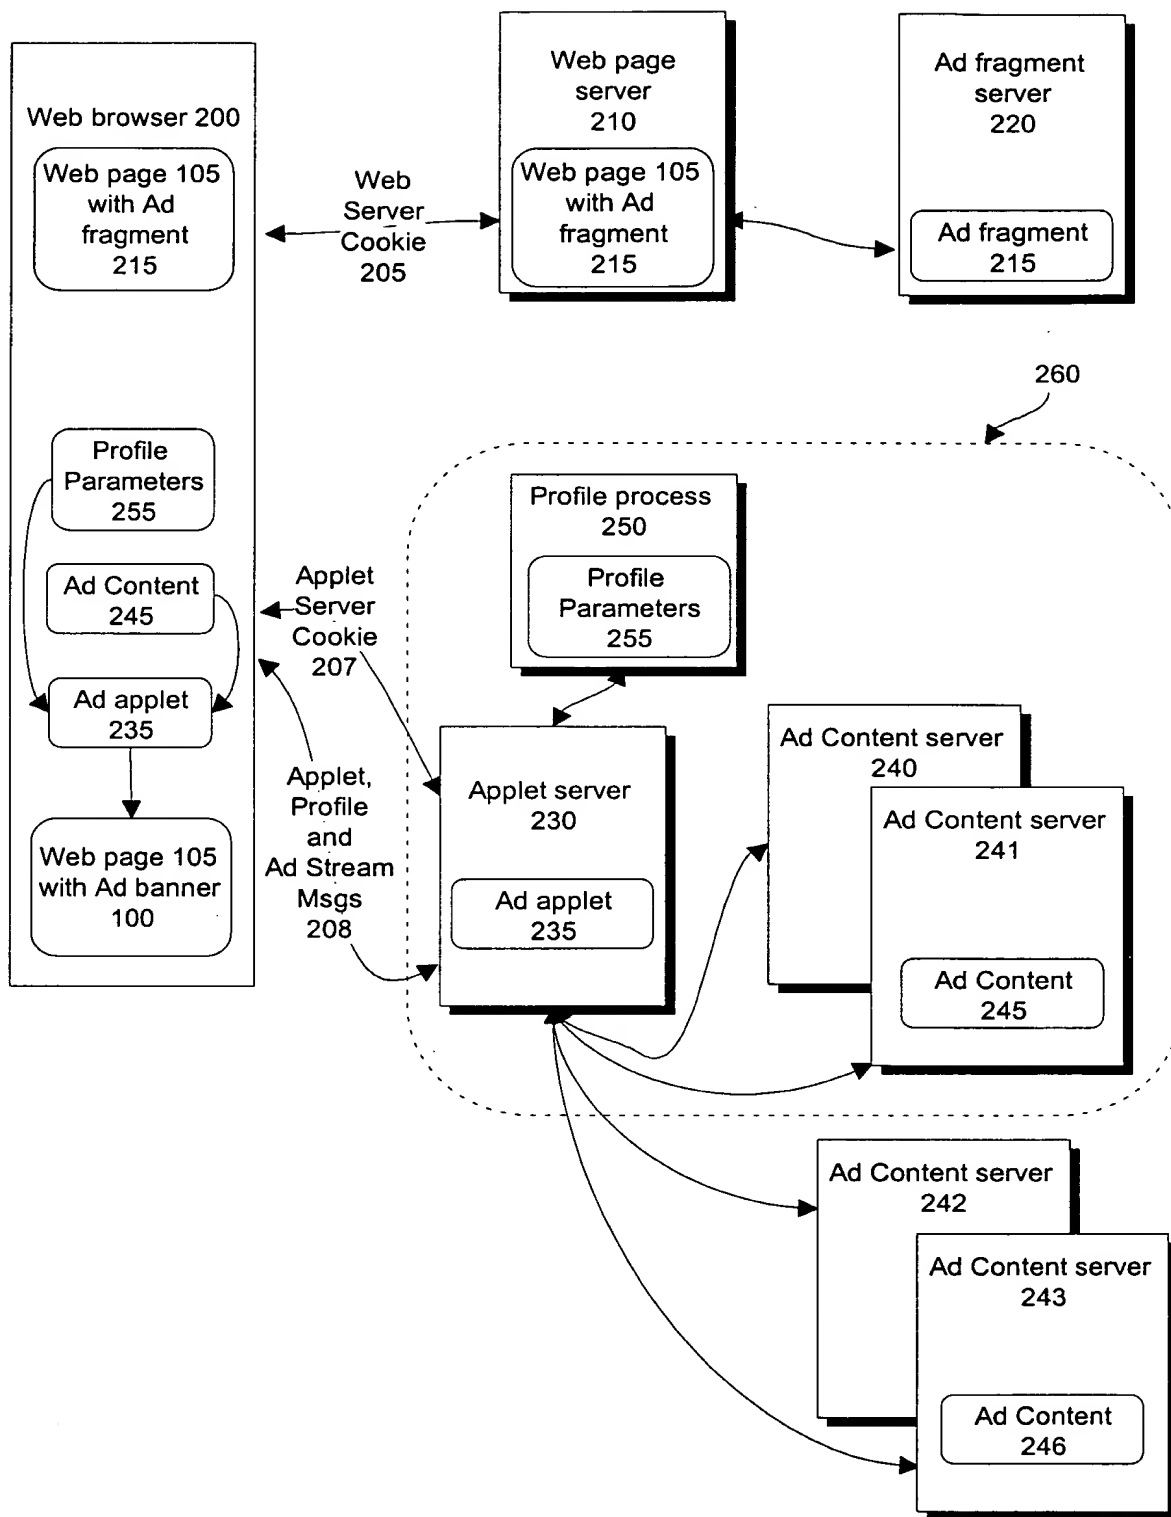 Web browser 200
Web page 105
with Ad
fragment
215
Web
Server
Cookie
205
Web page
server
210
Web page 105
with Ad
fragment
215
Ad fragment
server
220
Ad fragment
215
260
Profile
Parameters
255
Ad Content
245
Ad applet
235
Web page 105
with Ad banner
100
Applet
Server
Cookie
207
Applet,
Profile
and
Ad Stream
Msgs
208
Profile process
250
Profile
Parameters
255
Applet server
230
Ad applet
235
Ad Content server
240
Ad Content server
241
Ad Content
245
Ad Content server
242
Ad Content server
243
Ad Content
246